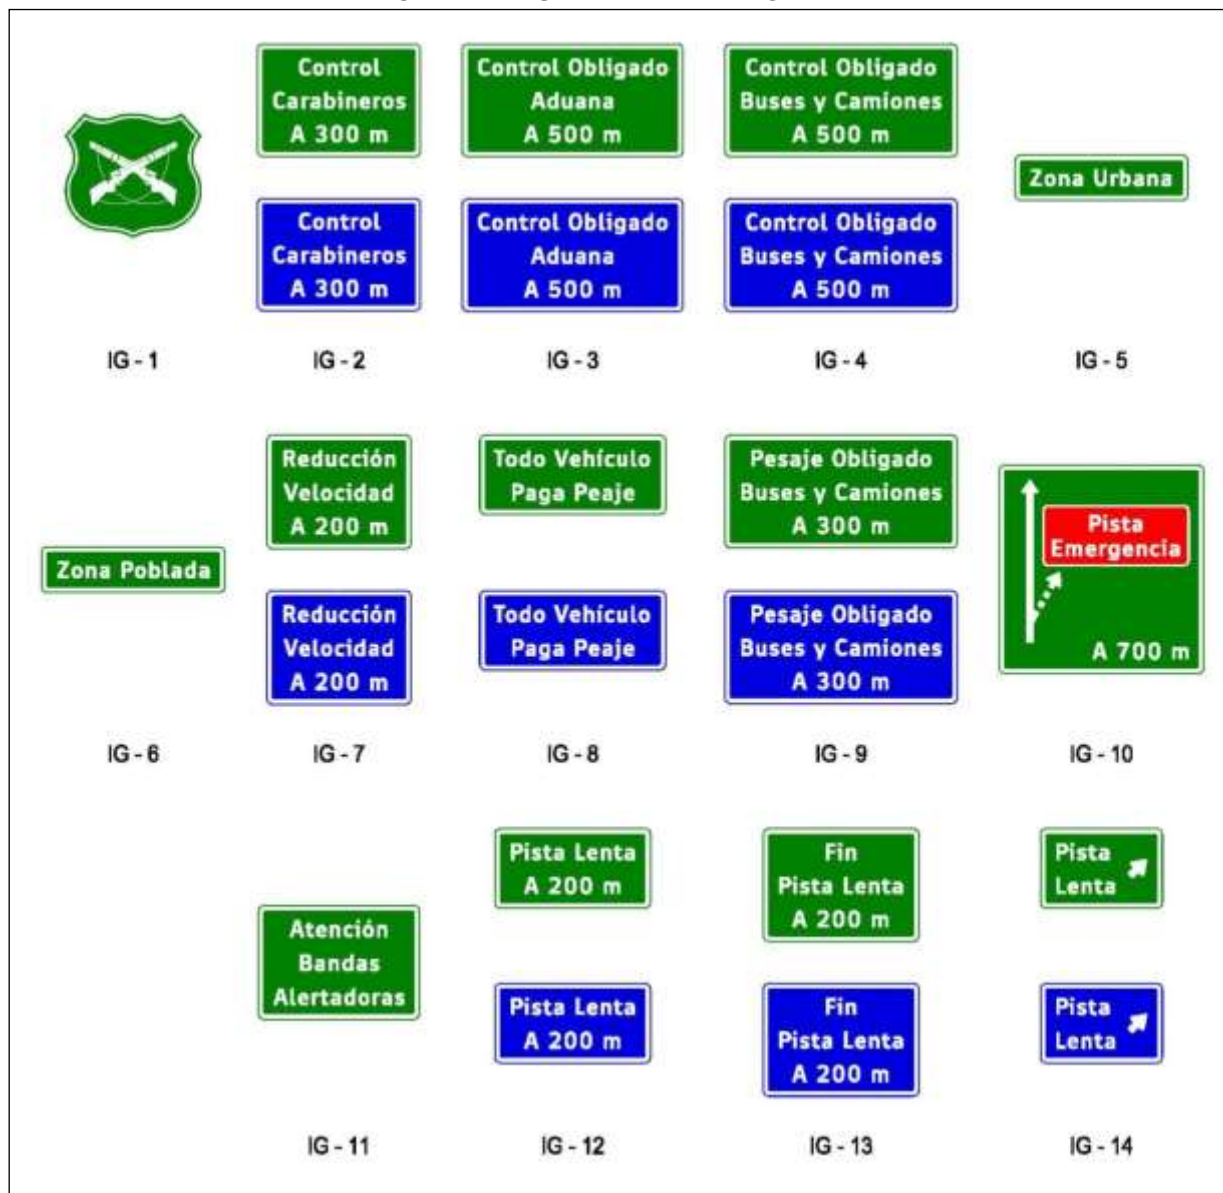 Control
Carabineros
A 300 m
Control Obligado
Aduana
A 500 m
Control Obligado
Buses y Camiones
A 500 m
Zona Urbana
Control
Carabineros
A 300 m
Control Obligado
Aduana
A 500 m
Control Obligado
Buses y Camiones
A 500 m
IG - 1
IG - 2
IG - 3
IG - 4
IG - 5
Zona Poblada
Reducción
Velocidad
A 200 m
Todo Vehículo
Paga Peaje
Pesaje Obligado
Buses y Camiones
A 300 m
Pista
Emergencia
A 700 m
Reducción
Velocidad
A 200 m
Todo Vehículo
Paga Peaje
Pesaje Obligado
Buses y Camiones
A 300 m
IG - 6
IG - 7
IG - 8
IG - 9
IG - 10
Atención
Bandas
Alertadoras
Pista Lenta
A 200 m
Fin
Pista Lenta
A 200 m
Pista
Lenta
Pista Lenta
A 200 m
Fin
Pista Lenta
A 200 m
Pista
Lenta
IG - 11
IG - 12
IG - 13
IG - 14